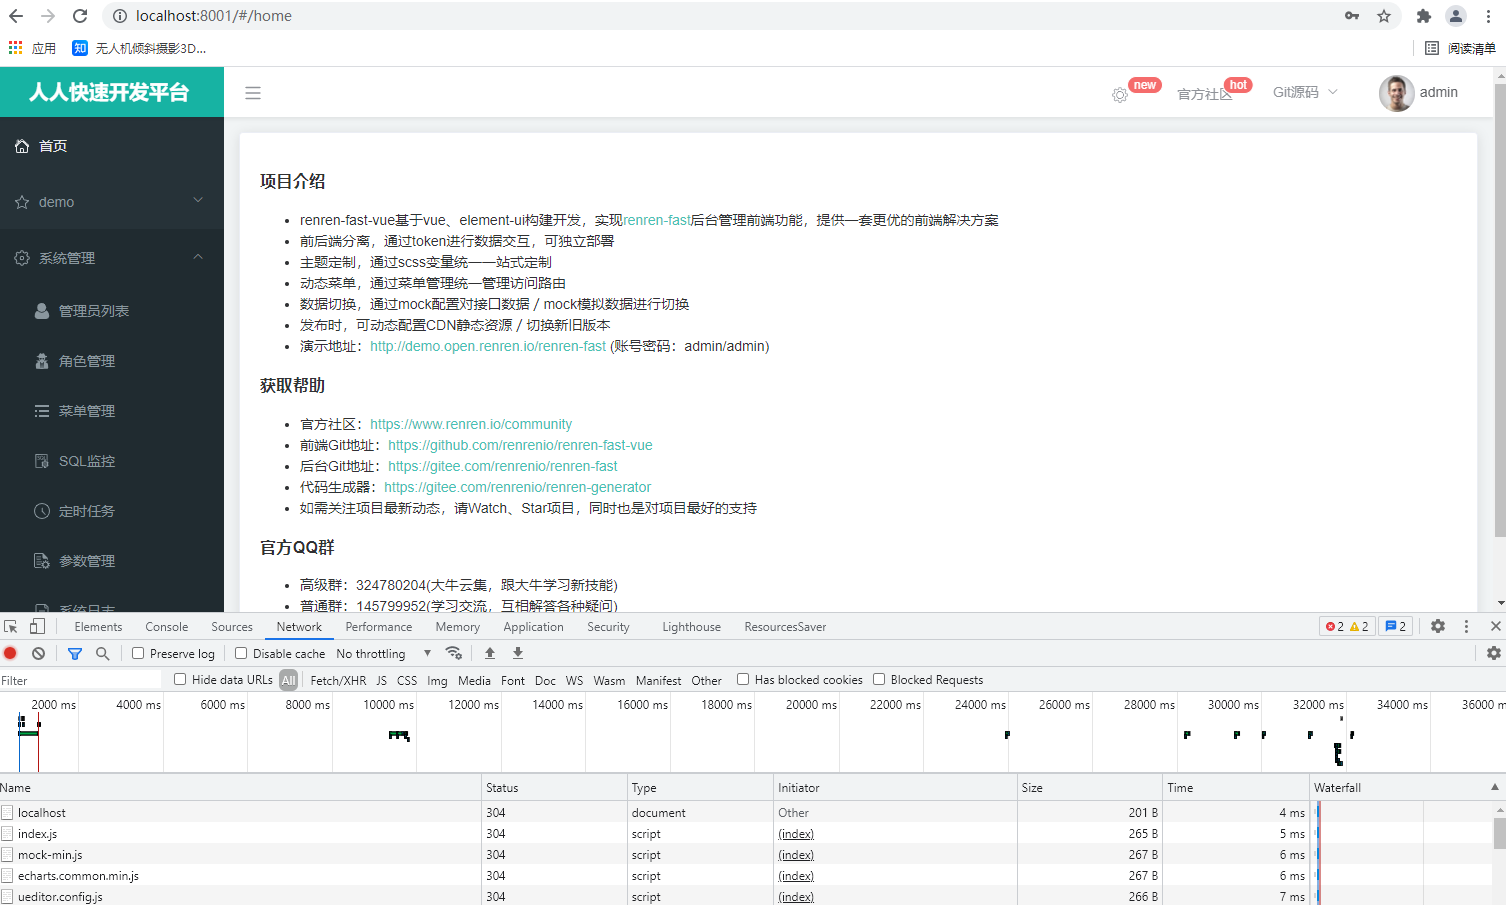 localhost:8001/#/home
应用
知 无人机倾斜摄影3D...
阅读清单
人人快速开发平台
new
官方社区
hot
Git源码
admin
首页
demo
系统管理
管理员列表
角色管理
菜单管理
SQL监控
定时任务
参数管理
系统日志
项目介绍
renren-fast-vue基于vue、element-ui构建开发，实现renren-fast后台管理前端功能，提供一套更优的前端解决方案
前后端分离，通过token进行数据交互，可独立部署
主题定制，通过scss变量统一一站式定制
动态菜单，通过菜单管理统一管理访问路由
数据切换，通过mock配置对接口数据／mock模拟数据进行切换
发布时，可动态配置CDN静态资源／切换新旧版本
演示地址：http://demo.open.renren.io/renren-fast (账号密码：admin/admin)
获取帮助
官方社区：https://www.renren.io/community
前端Git地址：https://github.com/renrenio/renren-fast-vue
后台Git地址：https://gitee.com/renrenio/renren-fast
代码生成器：https://gitee.com/renrenio/renren-generator
如需关注项目最新动态，请Watch、Star项目，同时也是对项目最好的支持
官方QQ群
高级群：324780204(大牛云集，跟大牛学习新技能)
普通群：145799952(学习交流，互相解答各种疑问)
Elements Console Sources Network Performance Memory Application Security Lighthouse ResourcesSaver 2 2 2
Preserve log Disable cache No throttling
Filter Hide data URLs All Fetch/XHR JS CSS Img Media Font Doc WS Wasm Manifest Other Has blocked cookies Blocked Requests
2000 ms 4000 ms 6000 ms 8000 ms 10000 ms 12000 ms 14000 ms 16000 ms 18000 ms 20000 ms 22000 ms 24000 ms 26000 ms 28000 ms 30000 ms 32000 ms 34000 ms 36000 m
Name Status Type Initiator Size Time Waterfall
localhost 304 document Other 201 B 4 ms
index.js 304 script (index) 265 B 5 ms
mock-min.js 304 script (index) 267 B 6 ms
echarts.common.min.js 304 script (index) 267 B 6 ms
ueditor.config.js 304 script (index) 266 B 7 ms